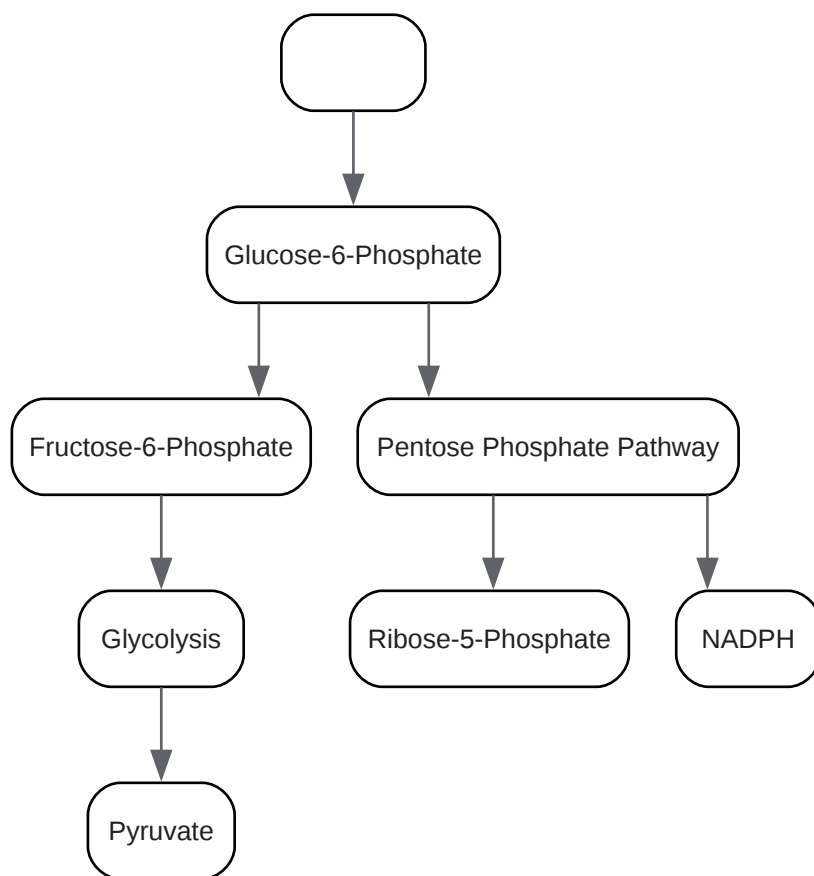 Glucose-6-Phosphate
Fructose-6-Phosphate
Pentose Phosphate Pathway
Glycolysis
Ribose-5-Phosphate
NADPH
Pyruvate